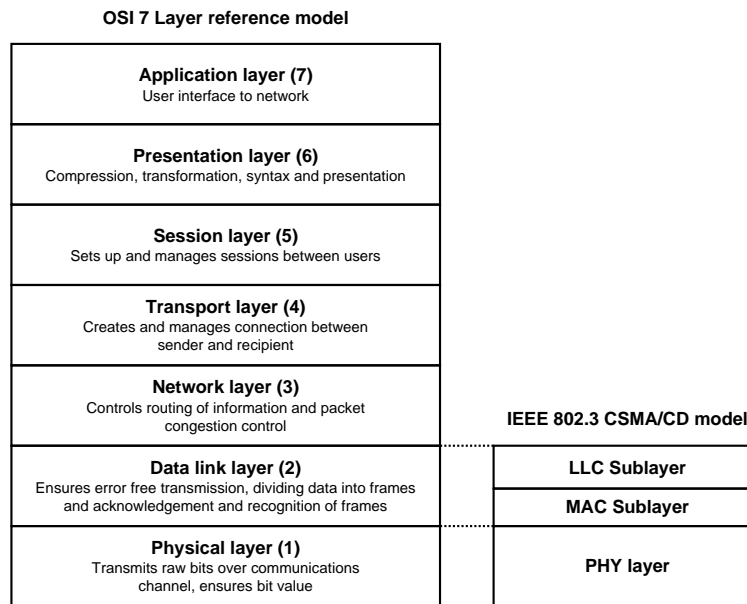 OSI 7 Layer reference model
Application layer (7)
User interface to network
Presentation layer (6)
Compression, transformation, syntax and presentation
Session layer (5)
Sets up and manages sessions between users
Transport layer (4)
Creates and manages connection between
sender and recipient
Network layer (3)
Controls routing of information and packet
congestion control
Data link layer (2)
Ensures error free transmission, dividing data into frames
and acknowledgement and recognition of frames
Physical layer (1)
Transmits raw bits over communications
channel, ensures bit value
IEEE 802.3 CSMA/CD model
LLC Sublayer
MAC Sublayer
PHY layer